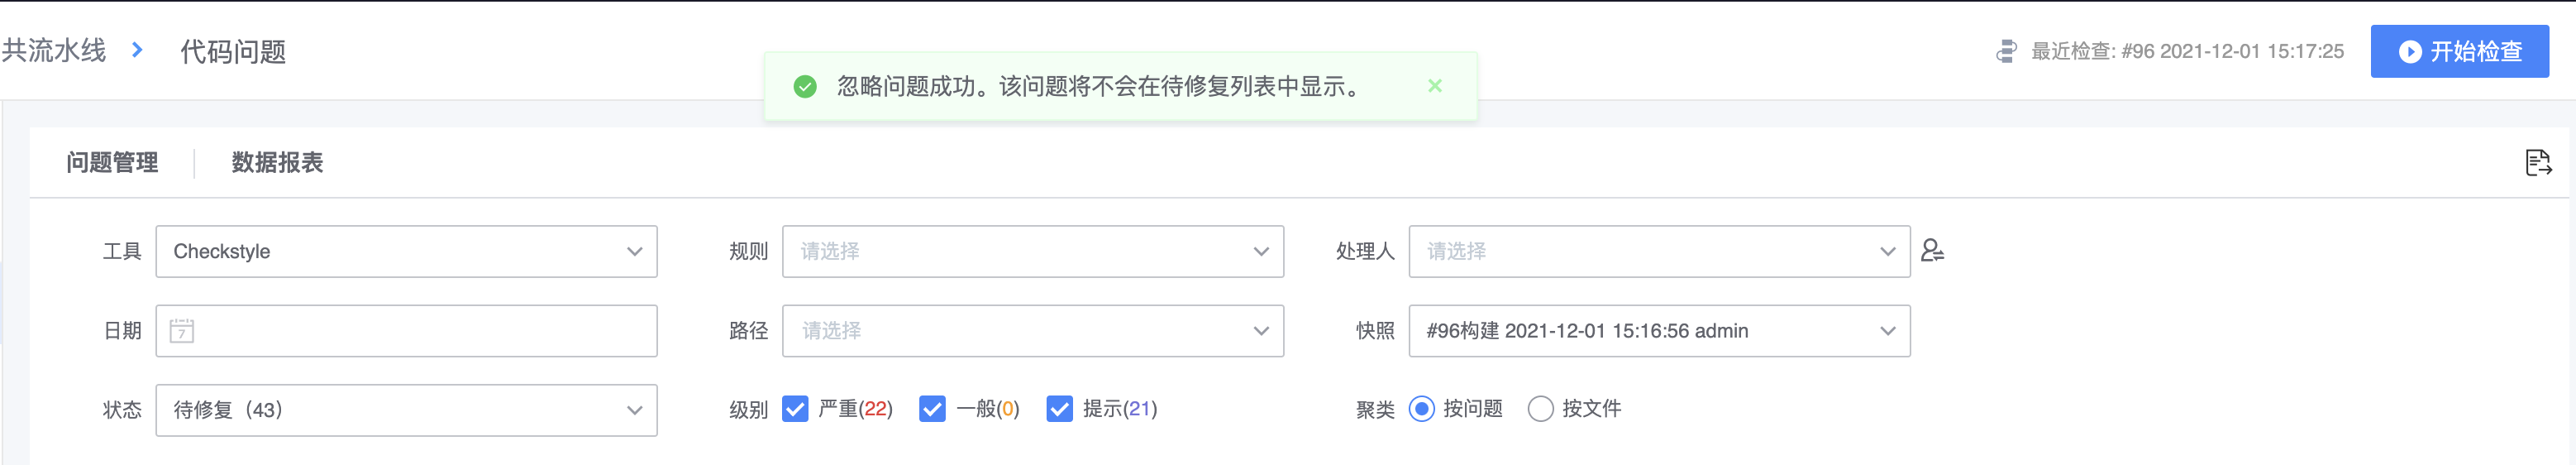 共流水线 代码问题
忽略问题成功。该问题将不会在待修复列表中显示。
最近检查: #96 2021-12-01 15:17:25 开始检查
问题管理 数据报表
工具 Checkstyle 规则 请选择 处理人 请选择
日期 7 路径 请选择 快照 #96构建 2021-12-01 15:16:56 admin
状态 待修复（43） 级别 严重(22) 一般(0) 提示(21) 聚类 按问题 按文件